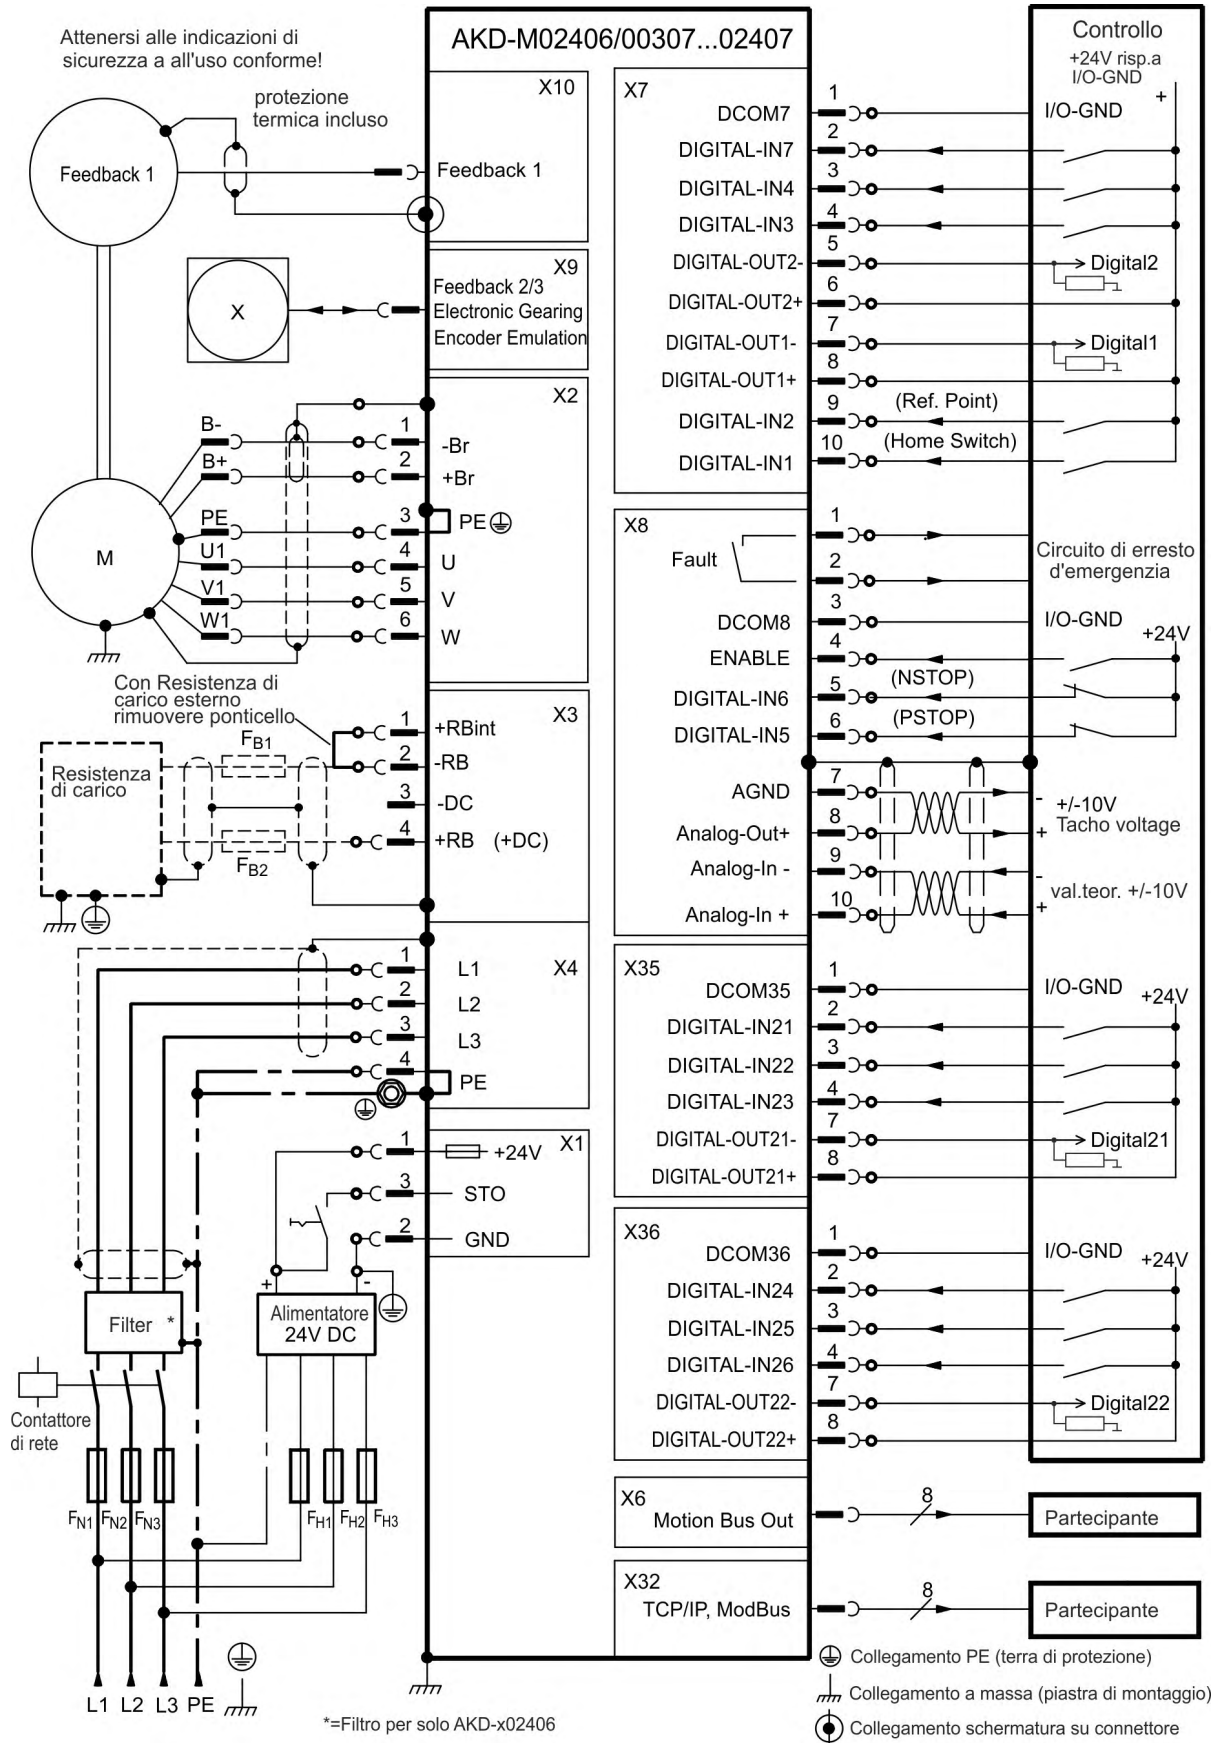 Attenersi alle indicazioni di
sicurezza a all'uso conforme!
AKD-M02406/00307...02407
Controllo
+24V risp.a
I/O-GND
+
protezione
termica incluso
Feedback 1
X10
Feedback 1
X
X9
Feedback 2/3
Electronic Gearing
Encoder Emulation
X2
B- 1 -Br
B+ 2 +Br
PE 3 PE
U1 4 U
V1 5 V
W1 6 W
M
Con Resistenza di
carico esterno
rimuovere ponticello
X3
1 +RBint
FB1
2 -RB
Resistenza
di carico
3 -DC
4 +RB (+DC)
FB2
X4
1 L1
2 L2
3 L3
4 PE
X1
1 +24V
3 STO
2 GND
+ -
Alimentatore
24V DC
Filter *
Contattore
di rete
FN1 FN2 FN3 FH1 FH2 FH3
L1 L2 L3 PE
*=Filtro per solo AKD-x02406
X7
DCOM7 1 I/O-GND
DIGITAL-IN7 2
DIGITAL-IN4 3
DIGITAL-IN3 4
DIGITAL-OUT2- 5 Digital2
DIGITAL-OUT2+ 6
DIGITAL-OUT1- 7 Digital1
DIGITAL-OUT1+ 8
DIGITAL-IN2 9 (Ref. Point)
DIGITAL-IN1 10 (Home Switch)
X8
1
Fault
2
Circuito di erresto
d'emergenzia
DCOM8 3 I/O-GND
+24V
ENABLE 4
DIGITAL-IN6 5 (NSTOP)
DIGITAL-IN5 6 (PSTOP)
AGND 7 -
+/-10V
Tacho voltage
Analog-Out+ 8 +
Analog-In - 9 -
val.teor. +/-10V
Analog-In + 10 +
X35
DCOM35 1 I/O-GND
+24V
DIGITAL-IN21 2
DIGITAL-IN22 3
DIGITAL-IN23 4
DIGITAL-OUT21- 7 Digital21
DIGITAL-OUT21+ 8
X36
DCOM36 1 I/O-GND
+24V
DIGITAL-IN24 2
DIGITAL-IN25 3
DIGITAL-IN26 4
DIGITAL-OUT22- 7 Digital22
DIGITAL-OUT22+ 8
X6
Motion Bus Out 8 Partecipante
X32
TCP/IP, ModBus 8 Partecipante
Collegamento PE (terra di protezione)
Collegamento a massa (piastra di montaggio)
Collegamento schermatura su connettore